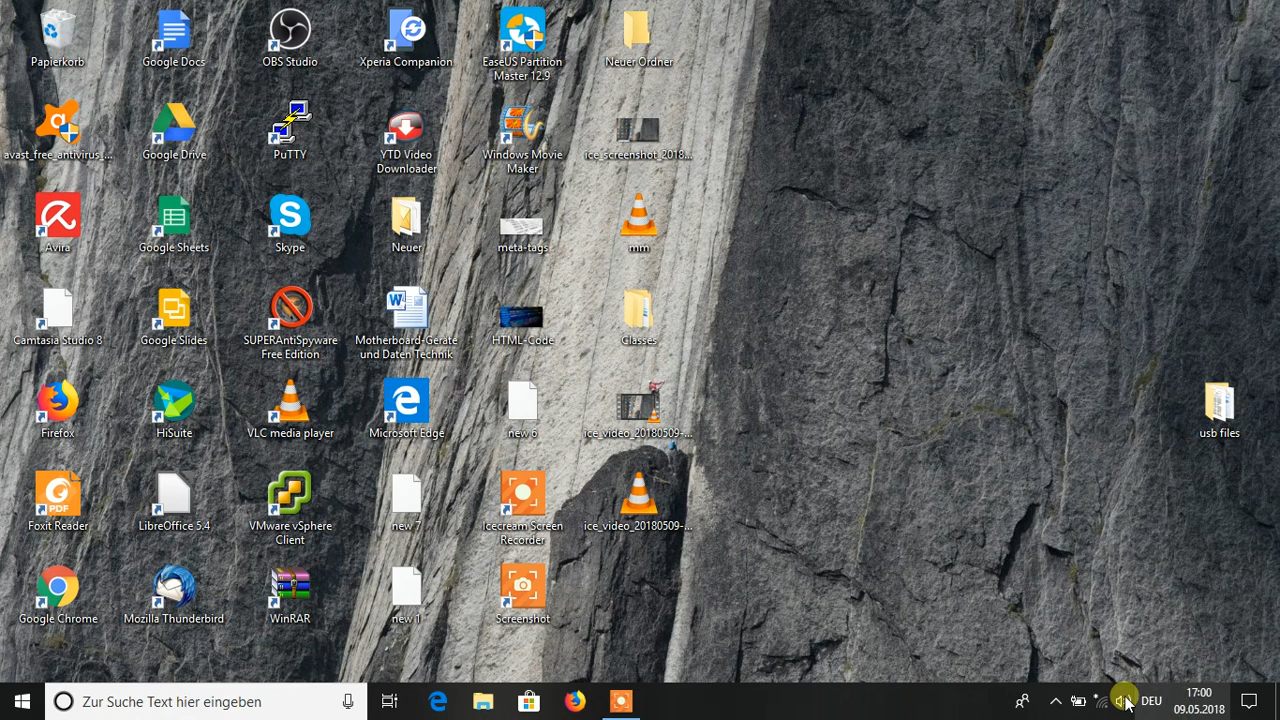 Papierkorb
Google Docs
OBS Studio
Xperia Companion
EaseUS Partition
Master 12.9
Neuer Ordner
avast_free_antivirus_...
Google Drive
PuTTY
YTD Video
Downloader
Windows Movie
Maker
ice_screenshot_2018...
Avira
Google Sheets
Skype
Neuer
meta-tags
mm
Camtasia Studio 8
Google Slides
SUPERAntiSpyware
Free Edition
Motherboard-Geräte
und Daten Technik
HTML-Code
Classes
Firefox
HiSuite
VLC media player
Microsoft Edge
new 6
ice_video_20180509-...
usb files
PDF
Foxit Reader
LibreOffice 5.4
VMware vSphere
Client
new 7
Icecream Screen
Recorder
ice_video_20180509-...
Google Chrome
Mozilla Thunderbird
WinRAR
new 1
Screenshot
Zur Suche Text hier eingeben
DEU
17:00
09.05.2018